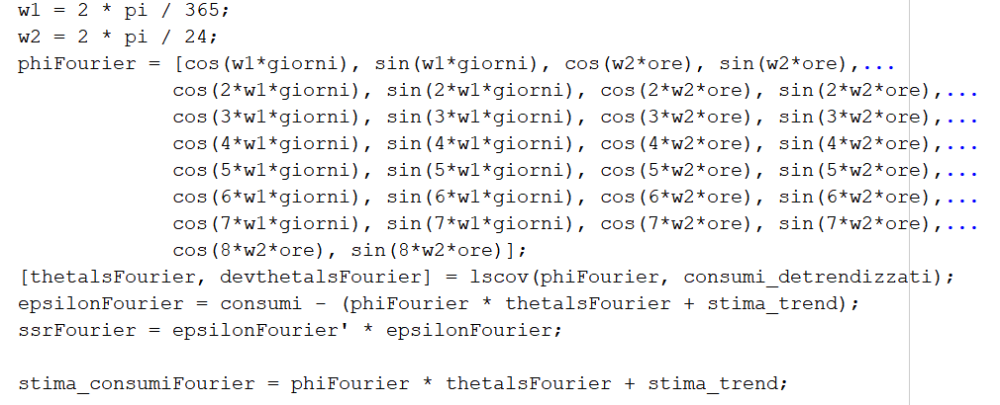 w1 = 2 * pi / 365;
w2 = 2 * pi / 24;
phiFourier = [cos(w1*giorni), sin(w1*giorni), cos(w2*ore), sin(w2*ore),...
cos(2*w1*giorni), sin(2*w1*giorni), cos(2*w2*ore), sin(2*w2*ore),...
cos(3*w1*giorni), sin(3*w1*giorni), cos(3*w2*ore), sin(3*w2*ore),...
cos(4*w1*giorni), sin(4*w1*giorni), cos(4*w2*ore), sin(4*w2*ore),...
cos(5*w1*giorni), sin(5*w1*giorni), cos(5*w2*ore), sin(5*w2*ore),...
cos(6*w1*giorni), sin(6*w1*giorni), cos(6*w2*ore), sin(6*w2*ore),...
cos(7*w1*giorni), sin(7*w1*giorni), cos(7*w2*ore), sin(7*w2*ore),...
cos(8*w2*ore), sin(8*w2*ore)];
[thetalsFourier, devthetalsFourier] = lscov(phiFourier, consumi_detrendizzati);
epsilonFourier = consumi - (phiFourier * thetalsFourier + stima_trend);
ssrFourier = epsilonFourier' * epsilonFourier;
stima_consumiFourier = phiFourier * thetalsFourier + stima_trend;